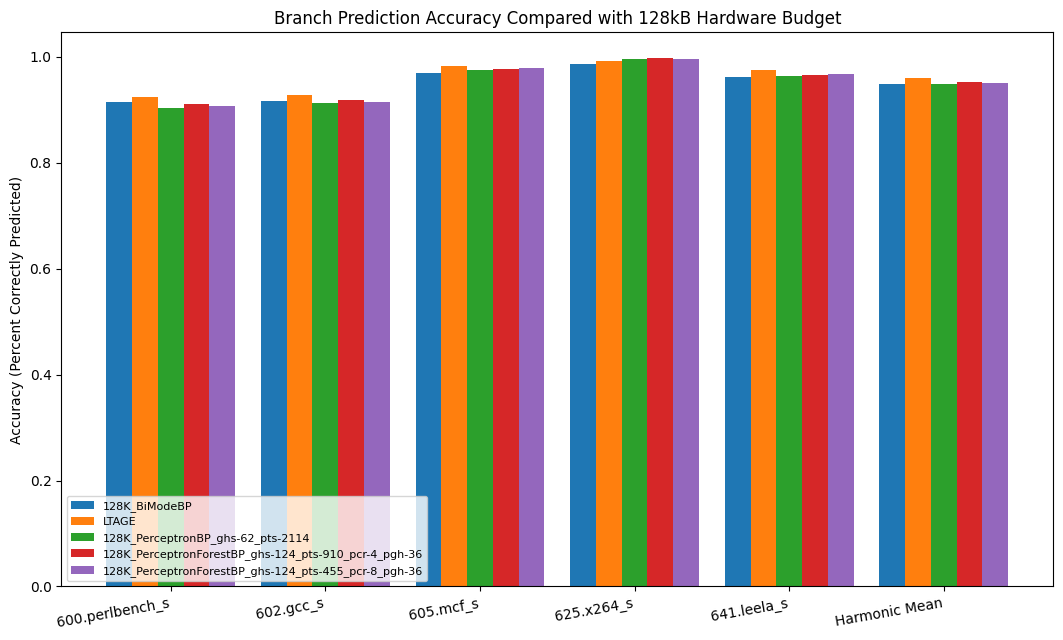 Branch Prediction Accuracy Compared with 128kB Hardware Budget
Accuracy (Percent Correctly Predicted)
1.0
0.8
0.6
0.4
0.2
0.0
128K_BiModeBP
LTAGE
128K_PerceptronBP_ghs-62_pts-2114
128K_PerceptronForestBP_ghs-124_pts-910_pcr-4_pgh-36
128K_PerceptronForestBP_ghs-124_pts-455_pcr-8_pgh-36
600.perlbench_s
602.gcc_s
605.mcf_s
625.x264_s
641.leela_s
Harmonic Mean